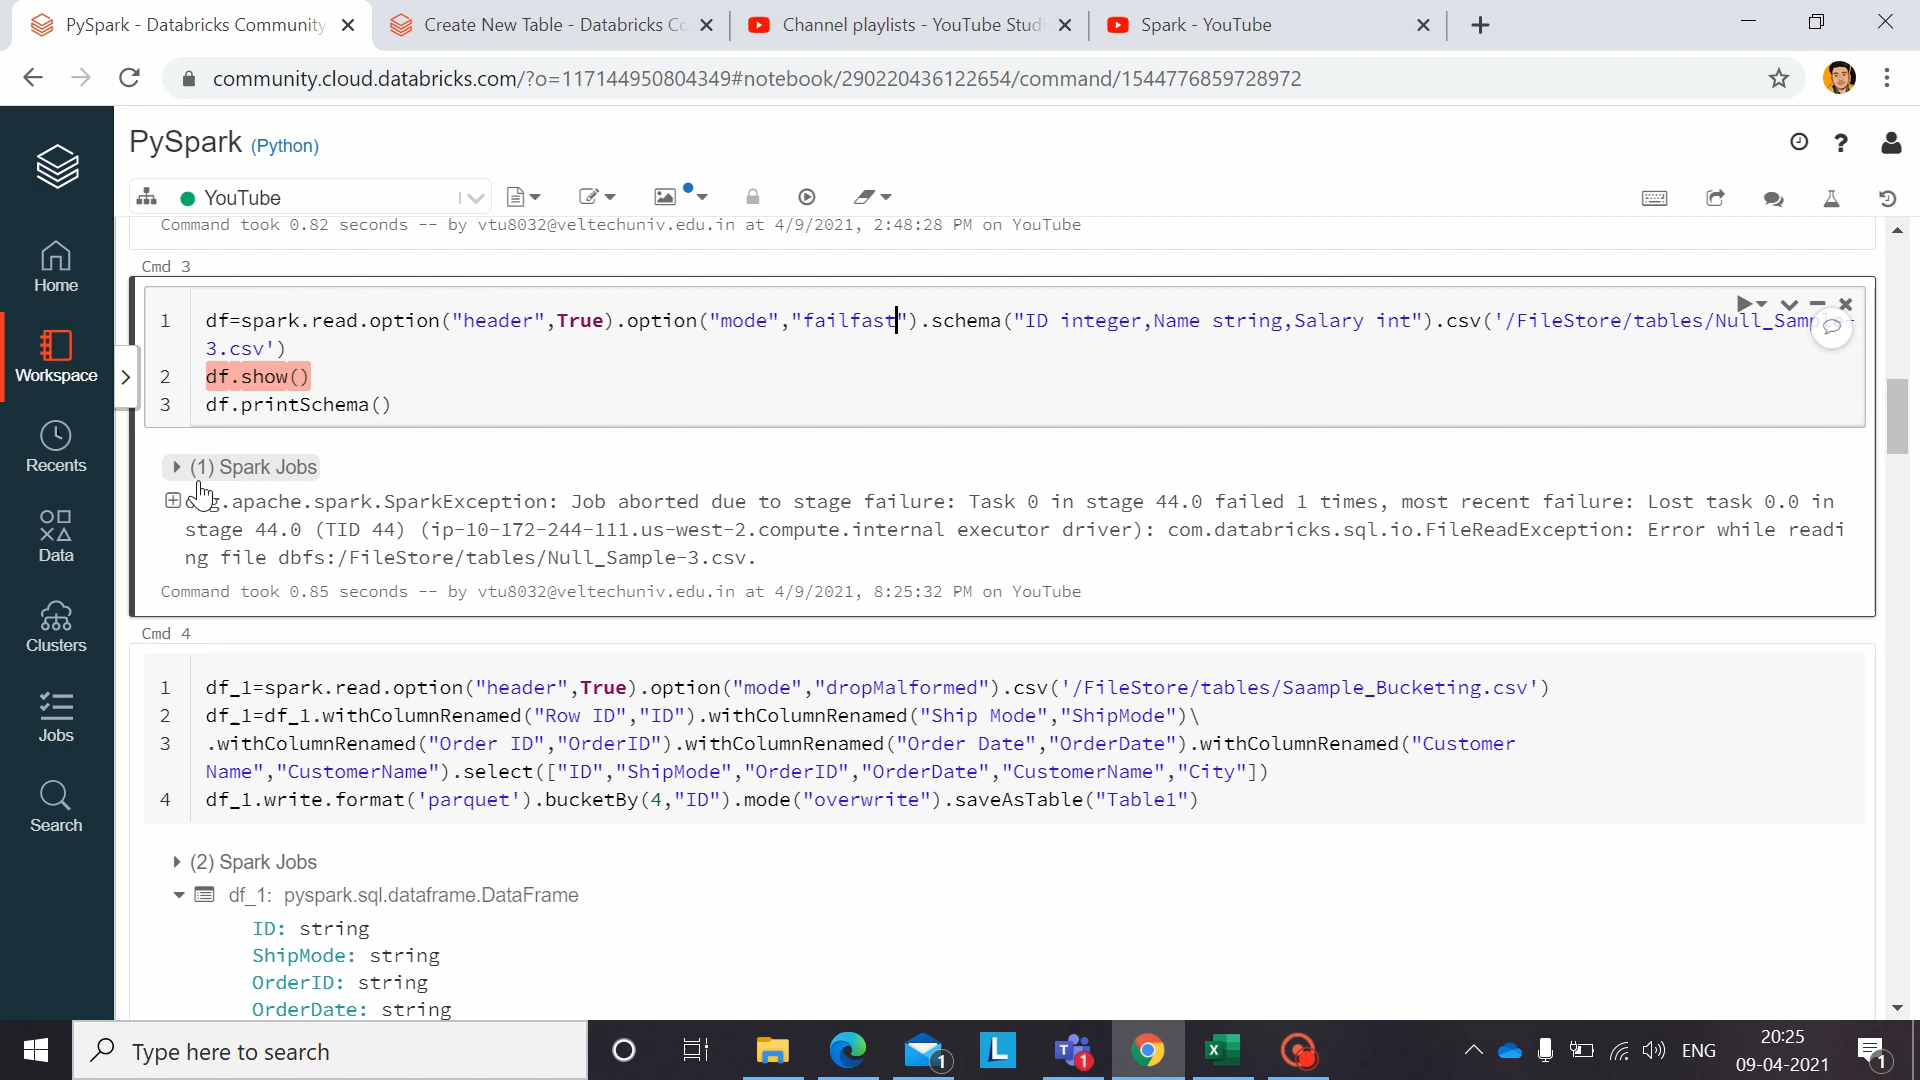 PySpark - Databricks Community
Create New Table - Databricks Co
Channel playlists - YouTube Studi
Spark - YouTube
community.cloud.databricks.com/?o=117144950804349#notebook/290220436122654/command/1544776859728972
PySpark (Python)
YouTube
Command took 0.82 seconds -- by vtu8032@veltechuniv.edu.in at 4/9/2021, 2:48:28 PM on YouTube
Home
Workspace
Recents
Data
Clusters
Jobs
Search
Cmd 3
1 df=spark.read.option("header",True).option("mode","failfast").schema("ID integer,Name string,Salary int").csv('/FileStore/tables/Null_Sample-
3.csv')
2 df.show()
3 df.printSchema()
(1) Spark Jobs
g.apache.spark.SparkException: Job aborted due to stage failure: Task 0 in stage 44.0 failed 1 times, most recent failure: Lost task 0.0 in
stage 44.0 (TID 44) (ip-10-172-244-111.us-west-2.compute.internal executor driver): com.databricks.sql.io.FileReadException: Error while readi
ng file dbfs:/FileStore/tables/Null_Sample-3.csv.
Command took 0.85 seconds -- by vtu8032@veltechuniv.edu.in at 4/9/2021, 8:25:32 PM on YouTube
Cmd 4
1 df_1=spark.read.option("header",True).option("mode","dropMalformed").csv('/FileStore/tables/Saample_Bucketing.csv')
2 df_1=df_1.withColumnRenamed("Row ID","ID").withColumnRenamed("Ship Mode","ShipMode")\
3 .withColumnRenamed("Order ID","OrderID").withColumnRenamed("Order Date","OrderDate").withColumnRenamed("Customer
Name","CustomerName").select(["ID","ShipMode","OrderID","OrderDate","CustomerName","City"])
4 df_1.write.format('parquet').bucketBy(4,"ID").mode("overwrite").saveAsTable("Table1")
(2) Spark Jobs
df_1: pyspark.sql.dataframe.DataFrame
ID: string
ShipMode: string
OrderID: string
OrderDate: string
Type here to search
1
1
ENG
20:25
09-04-2021
1